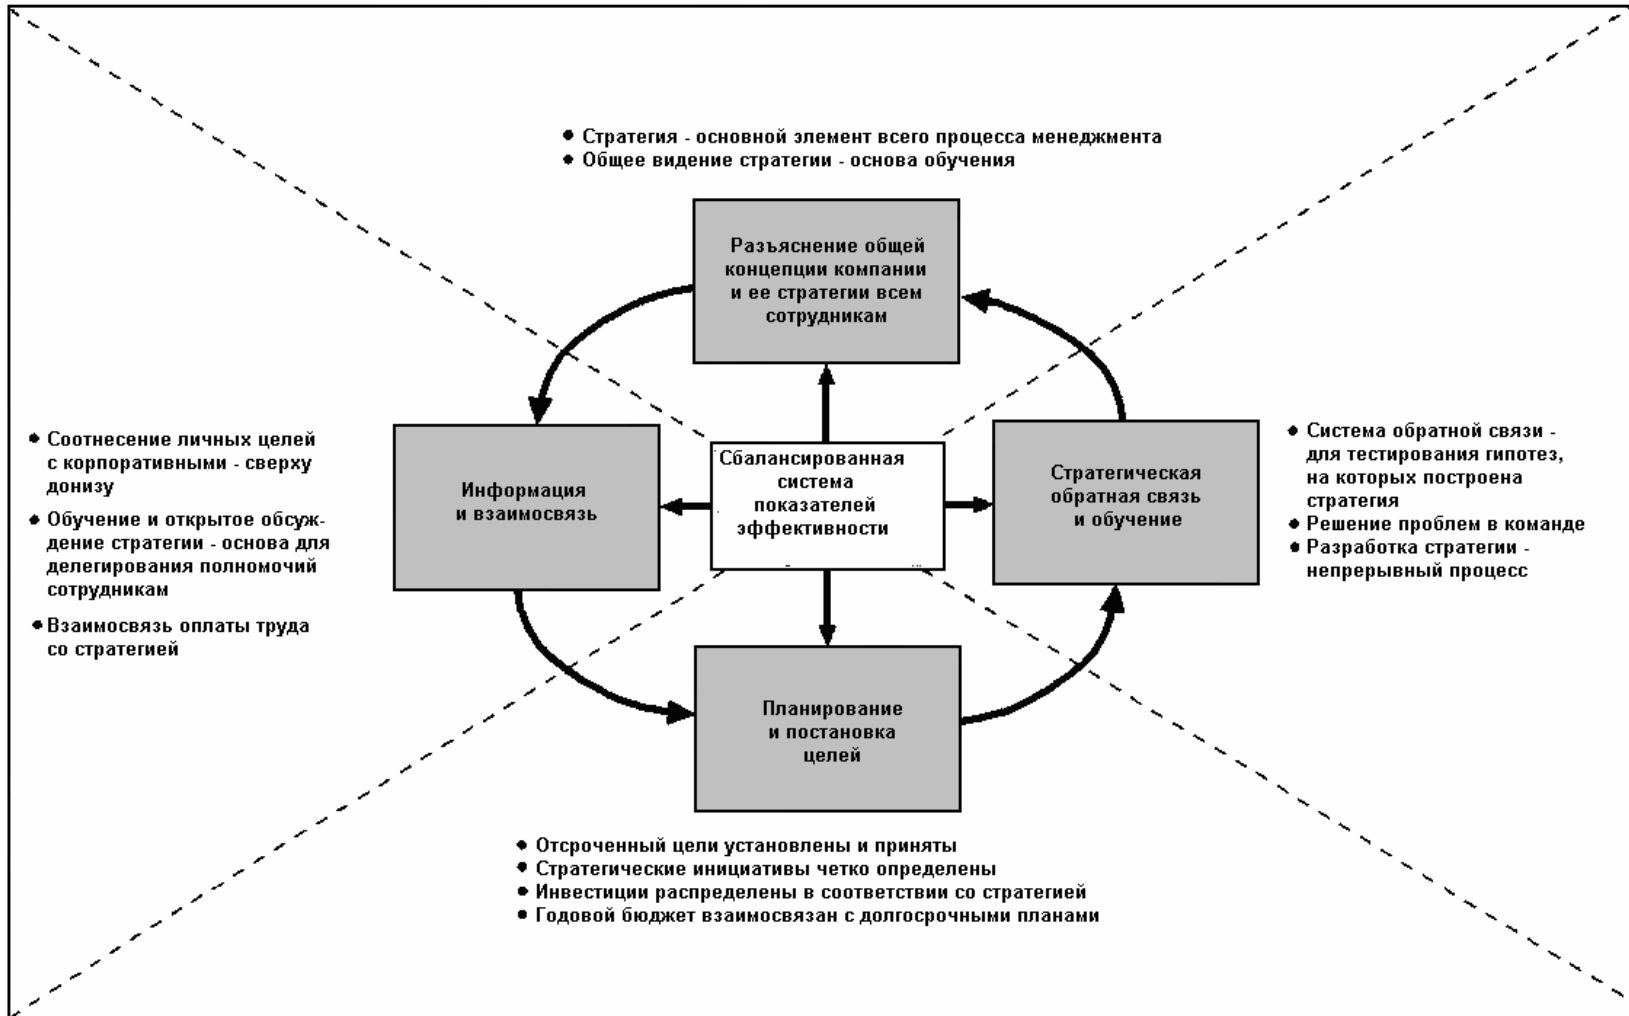 ● Стратегия - основной элемент всего процесса менеджмента
● Общее видение стратегии - основа обучения
Разъяснение общей
концепции компании
и ее стратегии всем
сотрудникам
● Соотнесение личных целей
с корпоративными - сверху
донизу
● Обучение и открытое обсуж-
дение стратегии - основа для
делегирования полномочий
сотрудникам
● Взаимосвязь оплаты труда
со стратегией
Информация
и взаимосвязь
Сбалансированная
система
показателей
эффективности
Стратегическая
обратная связь
и обучение
● Система обратной связи -
для тестирования гипотез,
на которых построена
стратегия
● Решение проблем в команде
● Разработка стратегии -
непрерывный процесс
Планирование
и постановка
целей
● Отсроченный цели установлены и приняты
● Стратегические инициативы четко определены
● Инвестиции распределены в соответствии со стратегией
● Годовой бюджет взаимосвязан с долгосрочными планами